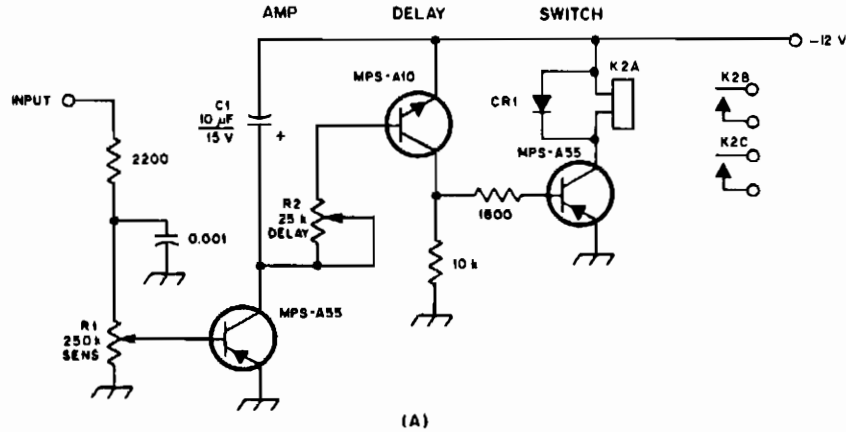 AMP
DELAY
SWITCH
-12 V
MPS-A10
K2A
INPUT
C1
10 µF
15 V
+
CR1
K2B
K2C
MPS-A55
2200
R2
25 k
DELAY
1800
0.001
10 k
MPS-A55
R1
250 k
SENS
(A)